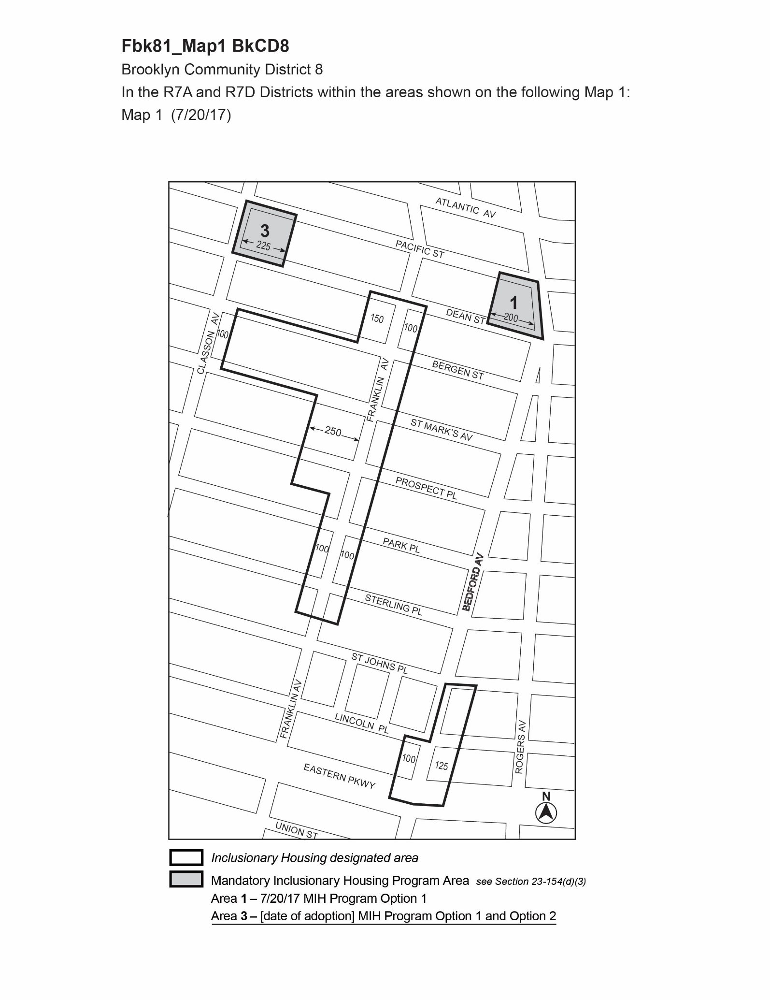 Fbk81_Map1 BkCD8
Brooklyn Community District 8
In the R7A and R7D Districts within the areas shown on the following Map 1:
Map 1 (7/20/17)
ATLANTIC AV
3
225
PACIFIC ST
1
200
DEAN ST
150
100
CLASSON AV
100
FRANKLIN AV
BERGEN ST
250
ST MARK'S AV
PROSPECT PL
PARK PL
100
100
BEDFORD AV
STERLING PL
ST JOHNS PL
FRANKLIN AV
LINCOLN PL
ROGERS AV
100
125
EASTERN PKWY
N
UNION ST
Inclusionary Housing designated area
Mandatory Inclusionary Housing Program Area see Section 23-154(d)(3)
Area 1 – 7/20/17 MIH Program Option 1
Area 3 – [date of adoption] MIH Program Option 1 and Option 2